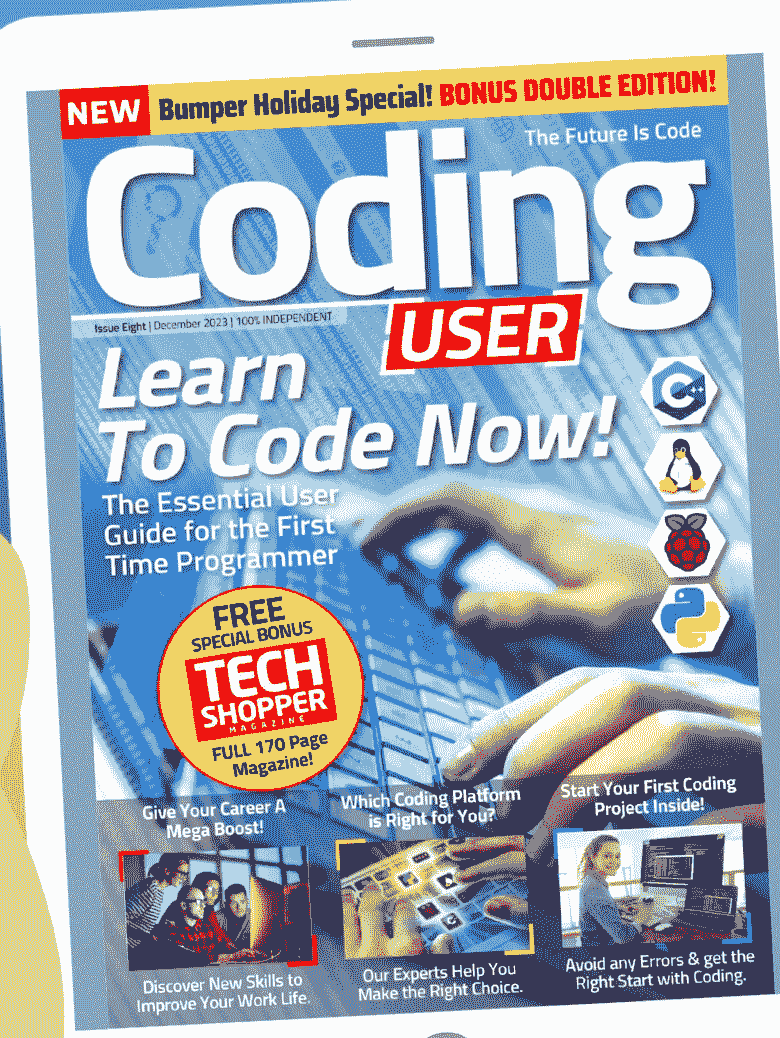 NEW Bumper Holiday Special! BONUS DOUBLE EDITION!
The Future Is Code
Coding
USER
Issue Eight | December 2023 | 100% INDEPENDENT
Learn
To Code Now!
The Essential User
Guide for the First
Time Programmer
C++
FREE
SPECIAL BONUS
TECH
SHOPPER
MAGAZINE
FULL 170 Page
Magazine!
Give Your Career A
Mega Boost!
Which Coding Platform
is Right for You?
Start Your First Coding
Project Inside!
Discover New Skills to
Improve Your Work Life.
Our Experts Help You
Make the Right Choice.
Avoid any Errors & get the
Right Start with Coding.